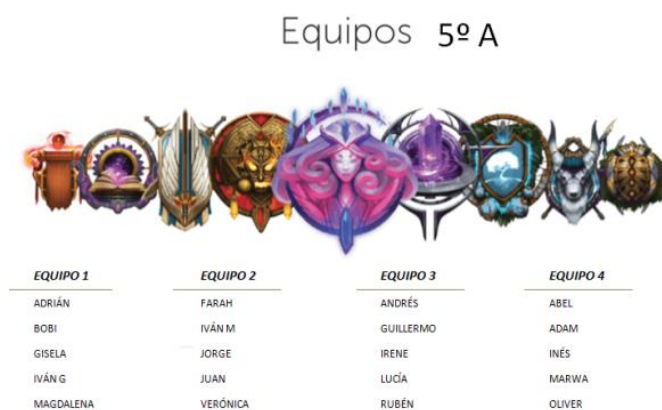 Equipos 5º A
EQUIPO 1 EQUIPO 2 EQUIPO 3 EQUIPO 4
ADRIÁN FARAH ANDRÉS ABEL
BOBI IVÁN M GUILLERMO ADAM
GISELA JORGE IRENE INÉS
IVÁN G JUAN LUCÍA MARWA
MAGDALENA VERÓNICA RUBÉN OLIVER